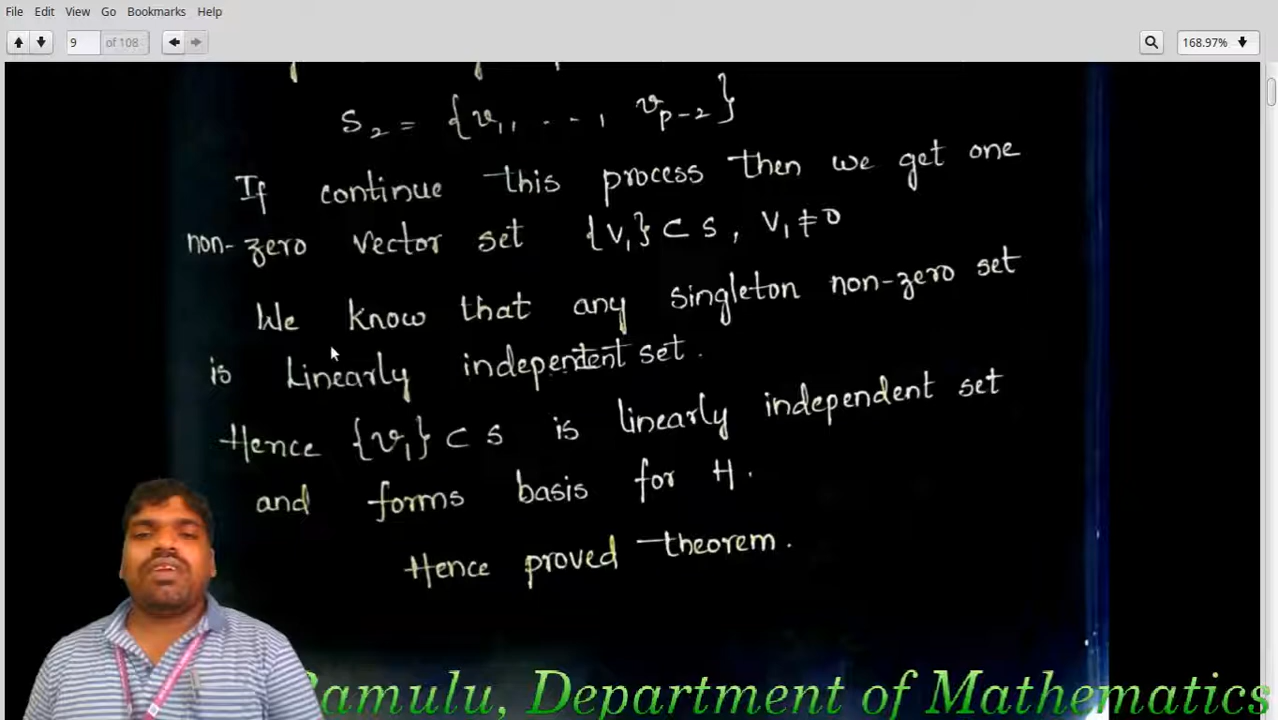 File Edit View Go Bookmarks Help
9 of 108 168.97%
S₂ = {v₁, ..., vₚ₋₂}
If continue this process then we get one
non-zero vector set {v₁} ⊂ S, v₁ ≠ 0
We know that any singleton non-zero set
is Linearly independent set.
Hence {v₁} ⊂ S is linearly independent set
and forms basis for H.
Hence proved theorem.
Ramulu, Department of Mathematics